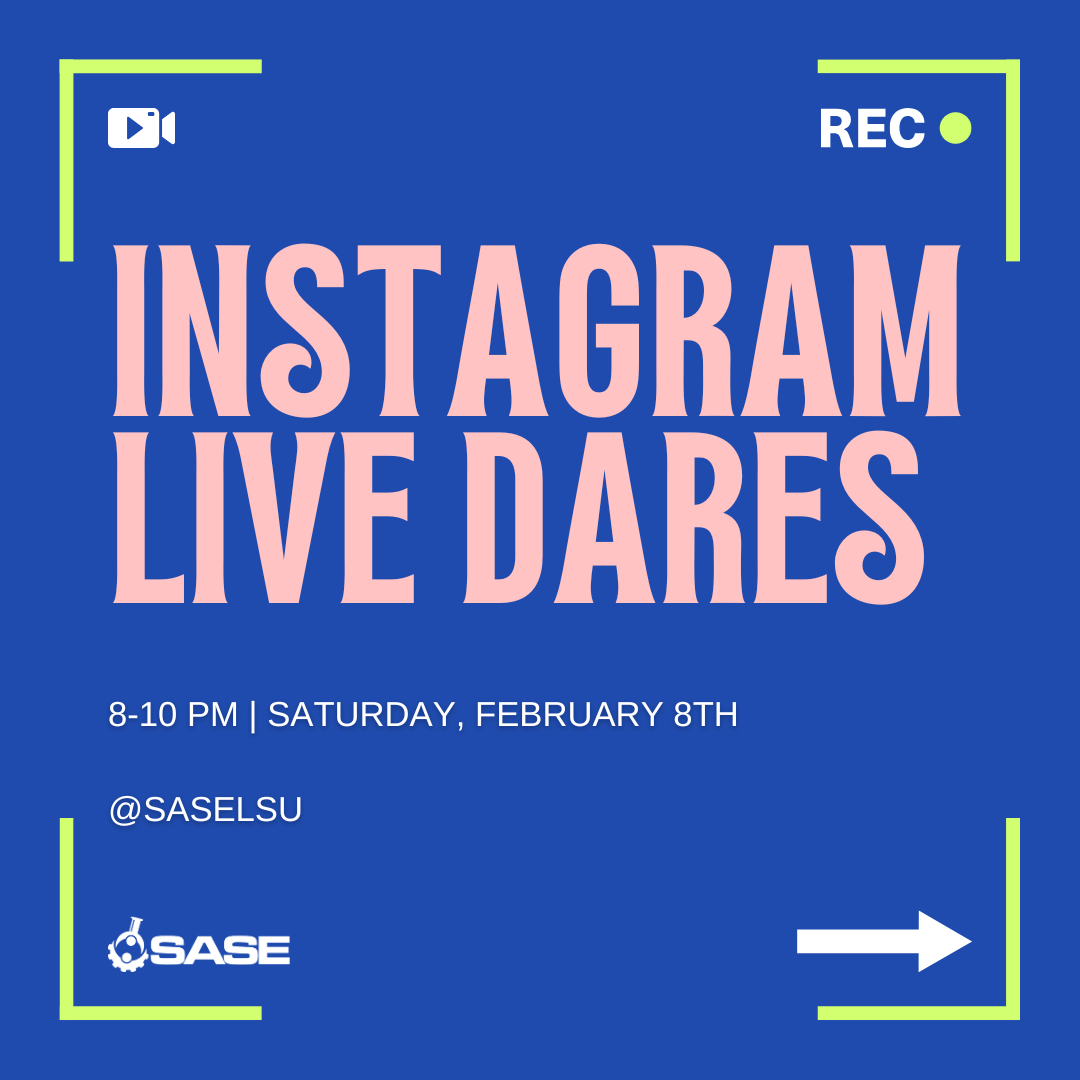 REC
INSTAGRAM
LIVE DARES
8-10 PM | SATURDAY, FEBRUARY 8TH
@SASELSU
SASE